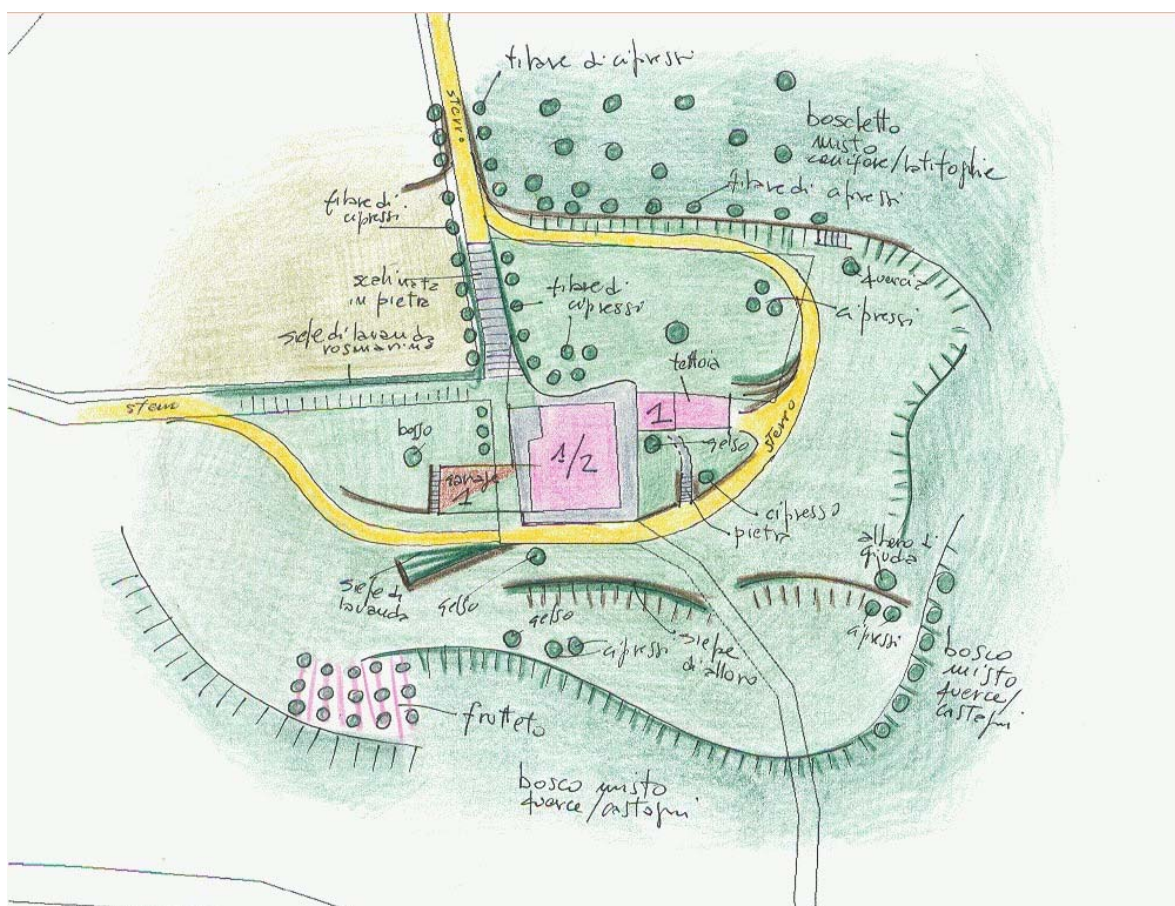 filare di cipressi
sterro
boschetto
misto
conifere/latifoglie
filare di cipressi
filare di
cipressi
scalinata
in pietra
filare di
cipressi
quercia
cipressi
siepe di lavanda
rosmarino
tettoia
sterro
bosso
1
gelso
sterro
1/2
garage
1
cipresso
pietra
albero di
giuda
siepe di
lavanda
gelso
gelso
cipressi
siepe
di alloro
cipressi
bosco
misto
querce/
castagni
frutteto
bosco misto
querce/castagni